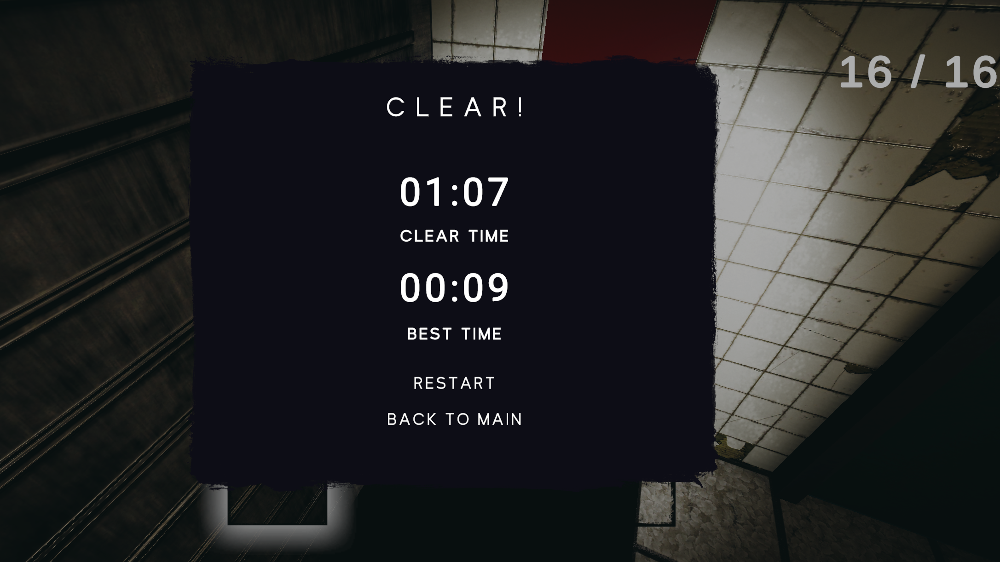 16 / 16
CLEAR!
01:07
CLEAR TIME
00:09
BEST TIME
RESTART
BACK TO MAIN